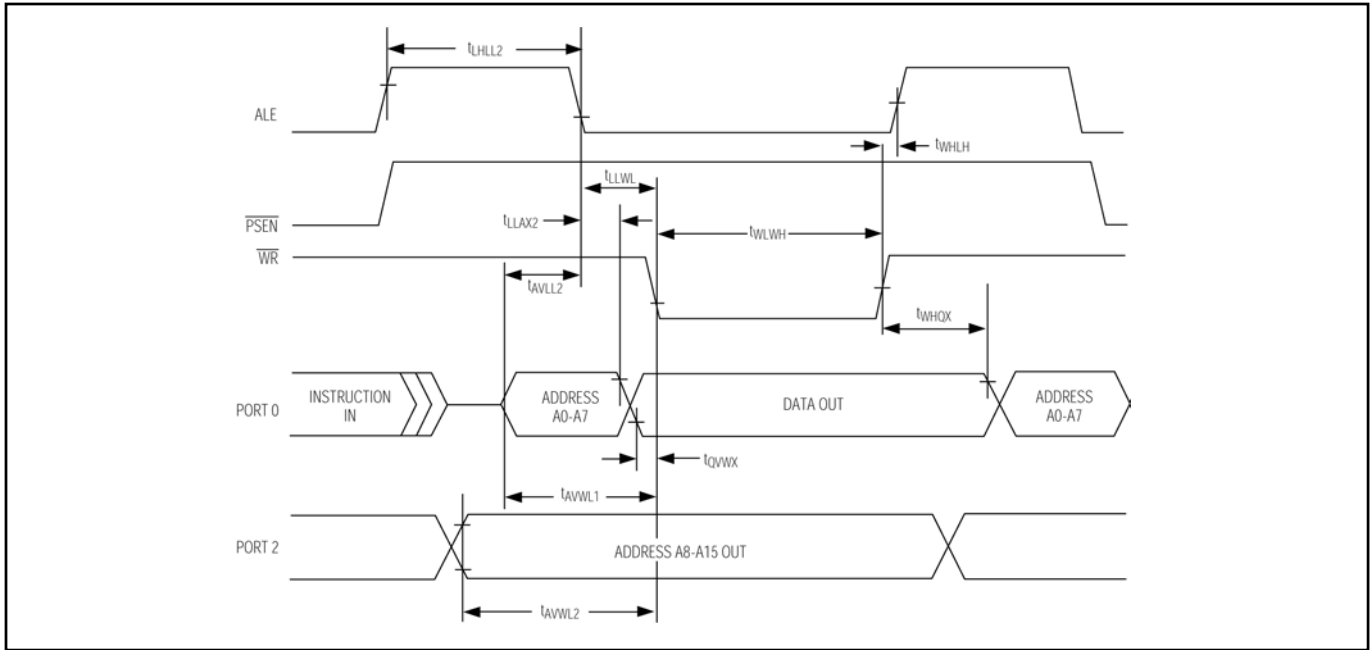 tLHLL2
ALE
tWHLH
tLLWL
tLLAX2
PSEN
tWLWH
WR
tAVLL2
tWHQX
PORT 0
INSTRUCTION
IN
ADDRESS
A0-A7
DATA OUT
ADDRESS
A0-A7
tQVWX
tAVWL1
PORT 2
ADDRESS A8-A15 OUT
tAVWL2